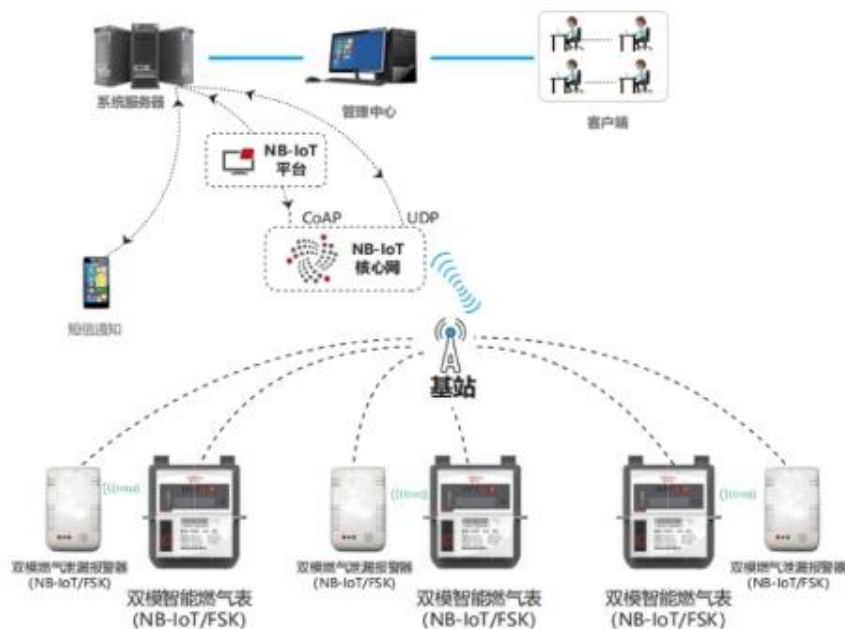 系统服务器
管理中心
客户端
NB-IoT
平台
CoAP
UDP
NB-IoT
核心网
短信通知
基站
双模燃气泄漏报警器
(NB-IoT/FSK)
双模智能燃气表
(NB-IoT/FSK)
双模燃气泄漏报警器
(NB-IoT/FSK)
双模智能燃气表
(NB-IoT/FSK)
双模智能燃气表
(NB-IoT/FSK)
双模燃气泄漏报警器
(NB-IoT/FSK)